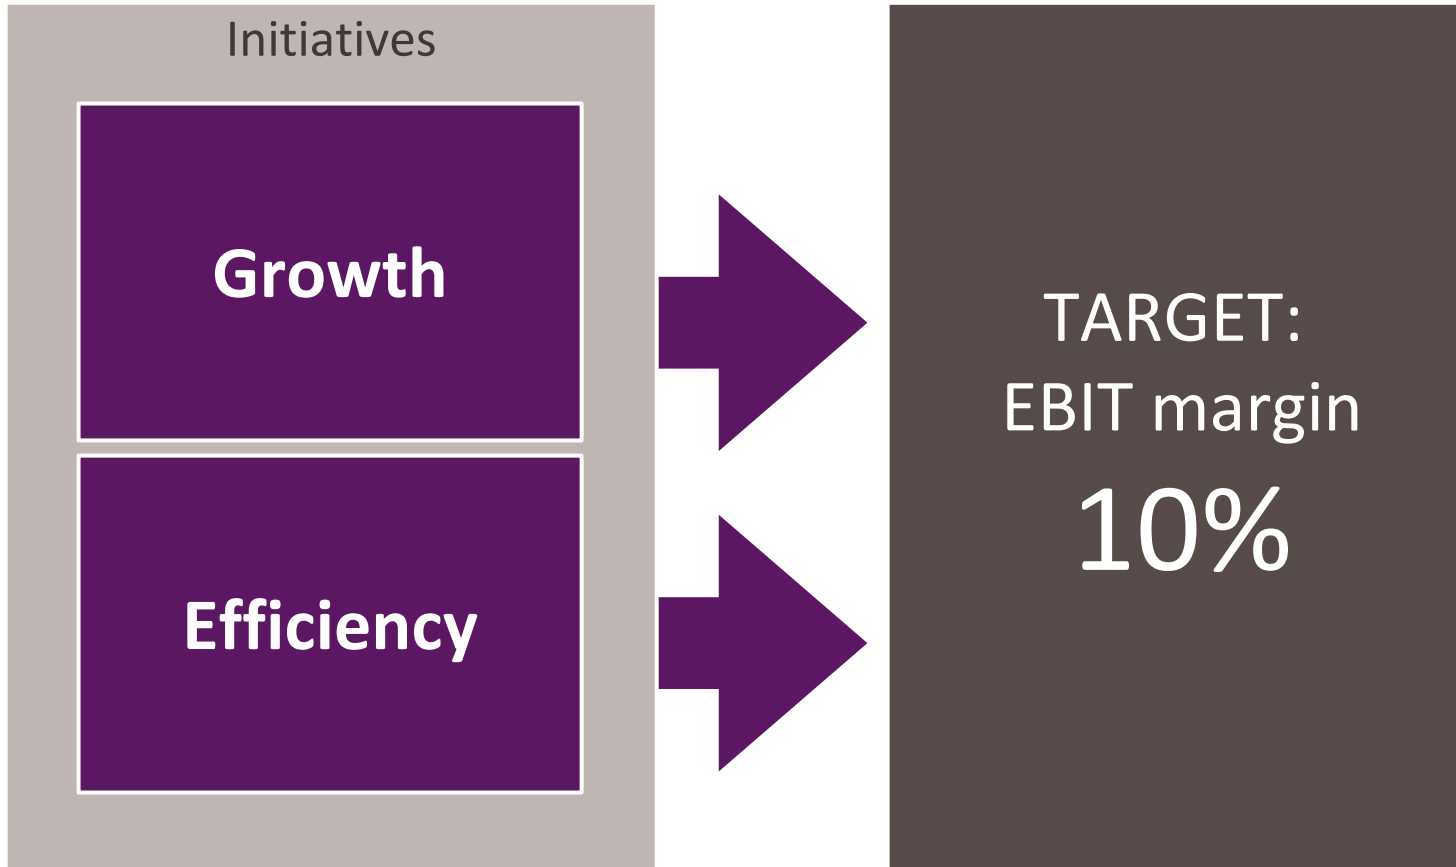 Initiatives
Growth
Efficiency
TARGET:
EBIT margin
10%